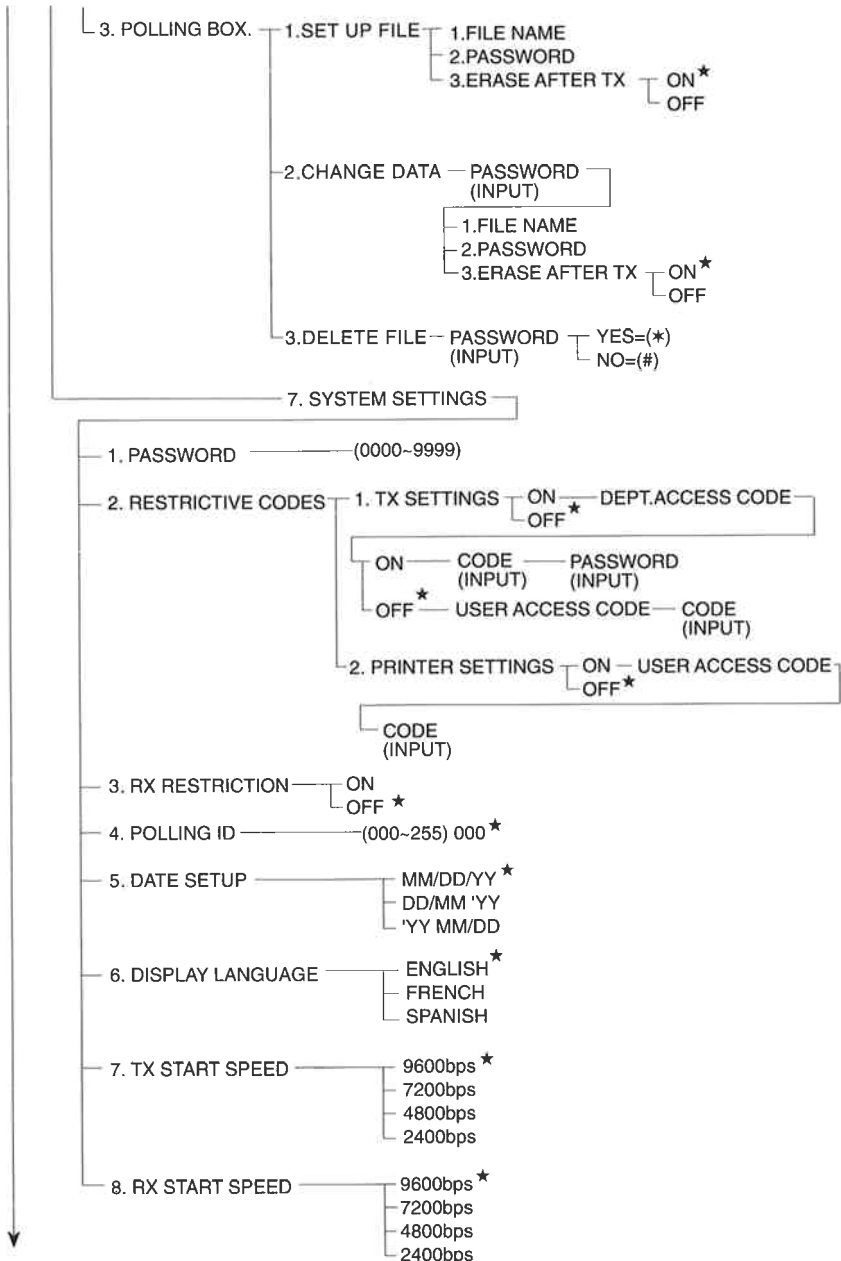 3. POLLING BOX. 1.SET UP FILE 1.FILE NAME
2.PASSWORD
3.ERASE AFTER TX ON★
OFF
2.CHANGE DATA PASSWORD
(INPUT)
1.FILE NAME
2.PASSWORD
3.ERASE AFTER TX ON★
OFF
3.DELETE FILE PASSWORD YES=(∗)
(INPUT) NO=(#)
7. SYSTEM SETTINGS
1. PASSWORD (0000~9999)
2. RESTRICTIVE CODES 1. TX SETTINGS ON DEPT.ACCESS CODE
OFF★
ON CODE PASSWORD
(INPUT) (INPUT)
OFF★ USER ACCESS CODE CODE
(INPUT)
2. PRINTER SETTINGS ON USER ACCESS CODE
OFF★
CODE
(INPUT)
3. RX RESTRICTION ON
OFF ★
4. POLLING ID (000~255) 000★
5. DATE SETUP MM/DD/YY★
DD/MM 'YY
'YY MM/DD
6. DISPLAY LANGUAGE ENGLISH★
FRENCH
SPANISH
7. TX START SPEED 9600bps★
7200bps
4800bps
2400bps
8. RX START SPEED 9600bps★
7200bps
4800bps
2400bps